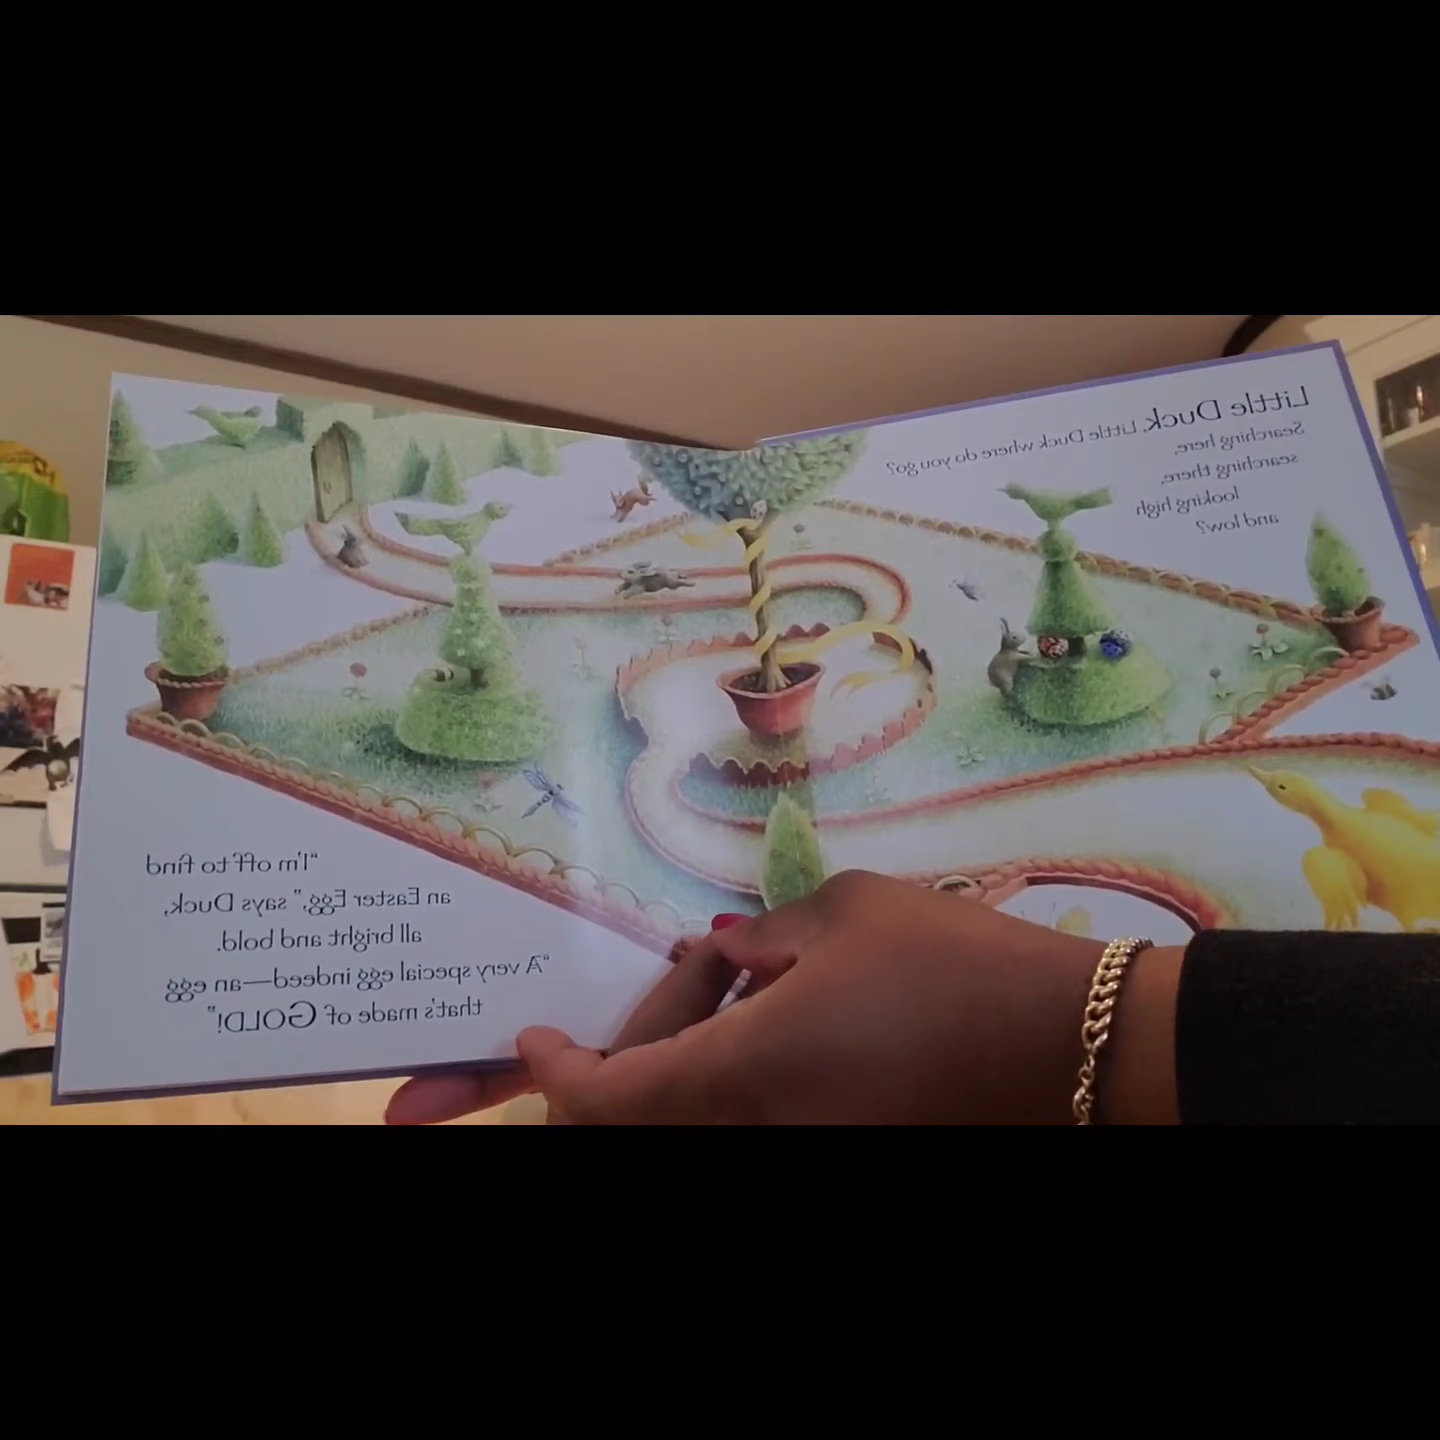 Little Duck, Little Duck where do you go?
Searching here,
searching there,
looking high
and low?
"I'm off to find
an Easter Egg," says Duck,
all bright and bold.
"A very special egg indeed—an egg
that's made of GOLD!"